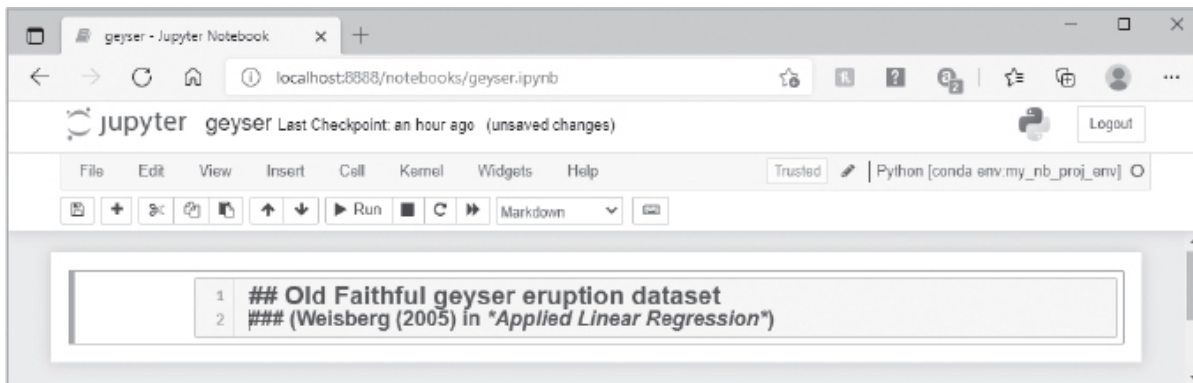 geyser - Jupyter Notebook
localhost:8888/notebooks/geyser.ipynb
jupyter geyser Last Checkpoint: an hour ago (unsaved changes)
Logout
File Edit View Insert Cell Kernel Widgets Help Trusted Python [conda env:my_nb_proj_env]
Run Markdown
1 ## Old Faithful geyser eruption dataset
2 ### (Weisberg (2005) in *Applied Linear Regression*)